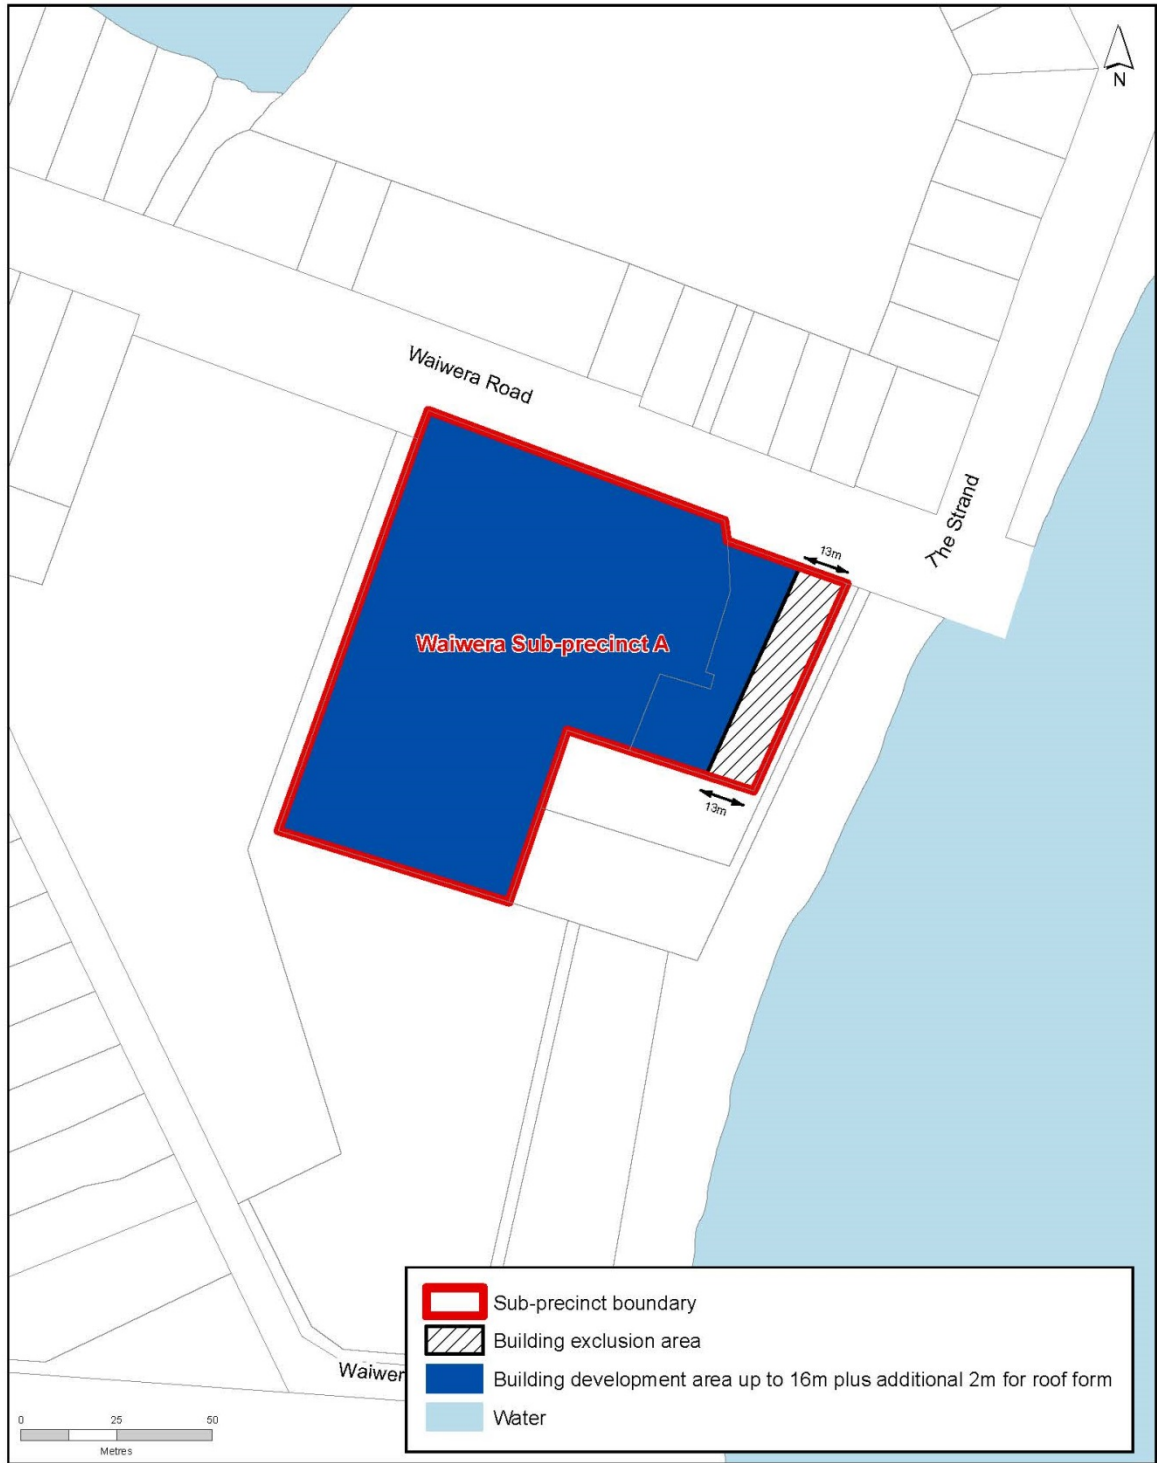 N
Waiwera Road
The Strand
13m
Waiwera Sub-precinct A
13m
Sub-precinct boundary
Building exclusion area
Building development area up to 16m plus additional 2m for roof form
Water
Waiwer
0 25 50
Metres